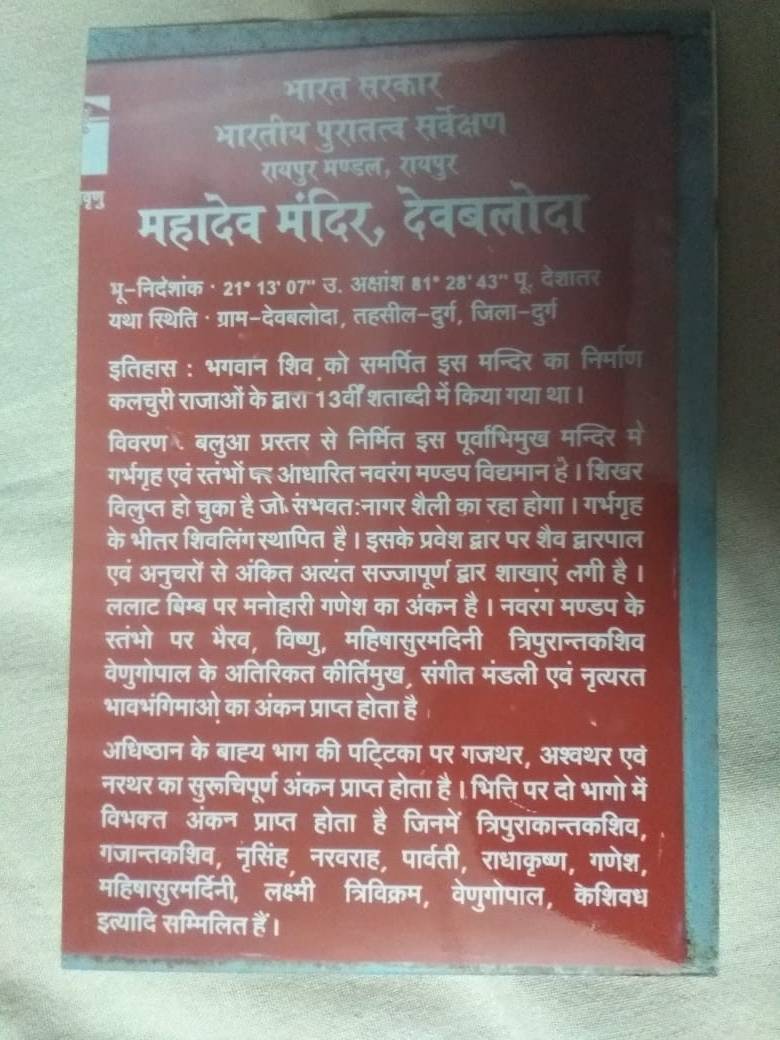 भारत सरकार
भारतीय पुरातत्व सर्वेक्षण
रायपुर मण्डल, रायपुर
महादेव मंदिर, देवबलोदा
भू-निर्देशांक · 21° 13' 07" उ. अक्षांश 81° 28' 43" पू. देशातर
यथा स्थिति · ग्राम-देवबलोदा, तहसील-दुर्ग, जिला-दुर्ग
इतिहास : भगवान शिव को समर्पित इस मन्दिर का निर्माण
कलचुरी राजाओं के द्वारा 13वीं शताब्दी में किया गया था।
विवरण : बलुआ प्रस्तर से निर्मित इस पूर्वाभिमुख मन्दिर मे
गर्भगृह एवं स्तंभों पर आधारित नवरंग मण्डप विद्यमान है। शिखर
विलुप्त हो चुका है जो संभवतःनागर शैली का रहा होगा। गर्भगृह
के भीतर शिवलिंग स्थापित है। इसके प्रवेश द्वार पर शैव द्वारपाल
एवं अनुचरों से अंकित अत्यंत सज्जापूर्ण द्वार शाखाएं लगी है।
ललाट बिम्ब पर मनोहारी गणेश का अंकन है। नवरंग मण्डप के
स्तंभो पर भैरव, विष्णु, महिषासुरमदिनी त्रिपुरान्तकशिव
वेणुगोपाल के अतिरिकत कीर्तिमुख, संगीत मंडली एवं नृत्यरत
भावभंगिमाओ का अंकन प्राप्त होता है।
अधिष्ठान के बाह्य भाग की पट्टिका पर गजथर, अश्वथर एवं
नरथर का सुरूचिपूर्ण अंकन प्राप्त होता है। भित्ति पर दो भागो में
विभक्त अंकन प्राप्त होता है जिनमें त्रिपुराकान्तकशिव,
गजान्तकशिव, नृसिंह, नरवराह, पार्वती, राधाकृष्ण, गणेश,
महिषासुरमर्दिनी, लक्ष्मी त्रिविक्रम, वेणुगोपाल, केशिवध
इत्यादि सम्मिलित हैं।